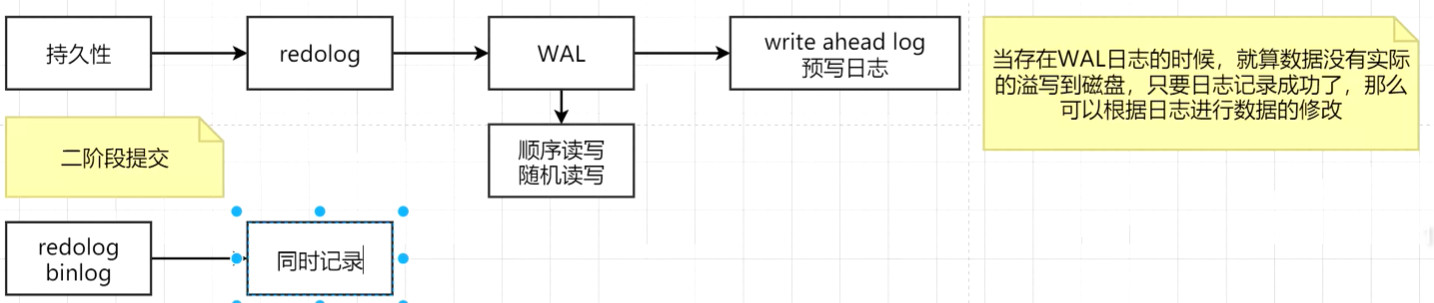 持久性
redolog
WAL
write ahead log
预写日志
当存在WAL日志的时候，就算数据没有实际
的溢写到磁盘，只要日志记录成功了，那么
可以根据日志进行数据的修改
顺序读写
随机读写
二阶段提交
redolog
binlog
同时记录